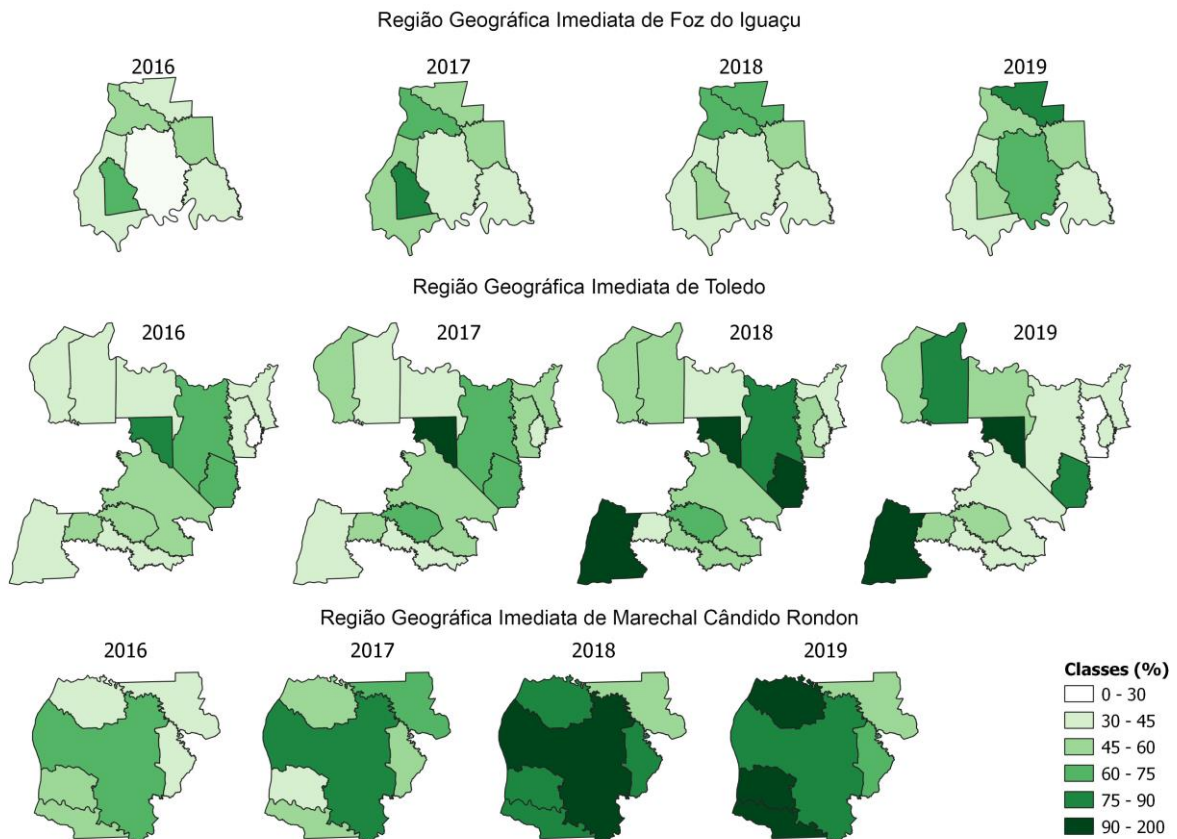 Região Geográfica Imediata de Foz do Iguaçu
2016
2017
2018
2019
Região Geográfica Imediata de Toledo
2016
2017
2018
2019
Região Geográfica Imediata de Marechal Cândido Rondon
2016
2017
2018
2019
Classes (%)
0 - 30
30 - 45
45 - 60
60 - 75
75 - 90
90 - 200